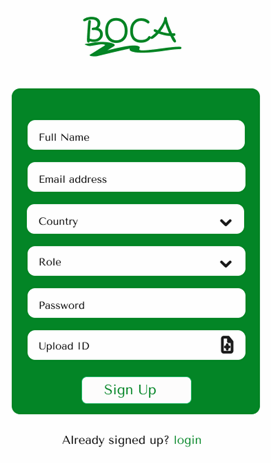 BOCA
Full Name
Email address
Country
Role
Password
Upload ID
Sign Up
Already signed up? login